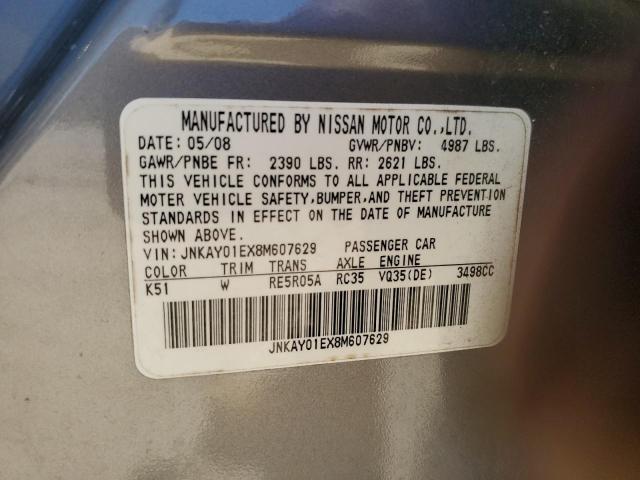 MANUFACTURED BY NISSAN MOTOR CO.,LTD.
DATE: 05/08 GVWR/PNBV: 4987 LBS.
GAWR/PNBE FR: 2390 LBS. RR: 2621 LBS.
THIS VEHICLE CONFORMS TO ALL APPLICABLE FEDERAL
MOTOR VEHICLE SAFETY,BUMPER,AND THEFT PREVENTION
STANDARDS IN EFFECT ON THE DATE OF MANUFACTURE
SHOWN ABOVE.
VIN: JNKAY01EX8M607629 PASSENGER CAR
COLOR TRIM TRANS AXLE ENGINE
K51 W RE5R05A RC35 VQ35(DE) 3498CC
JNKAY01EX8M607629